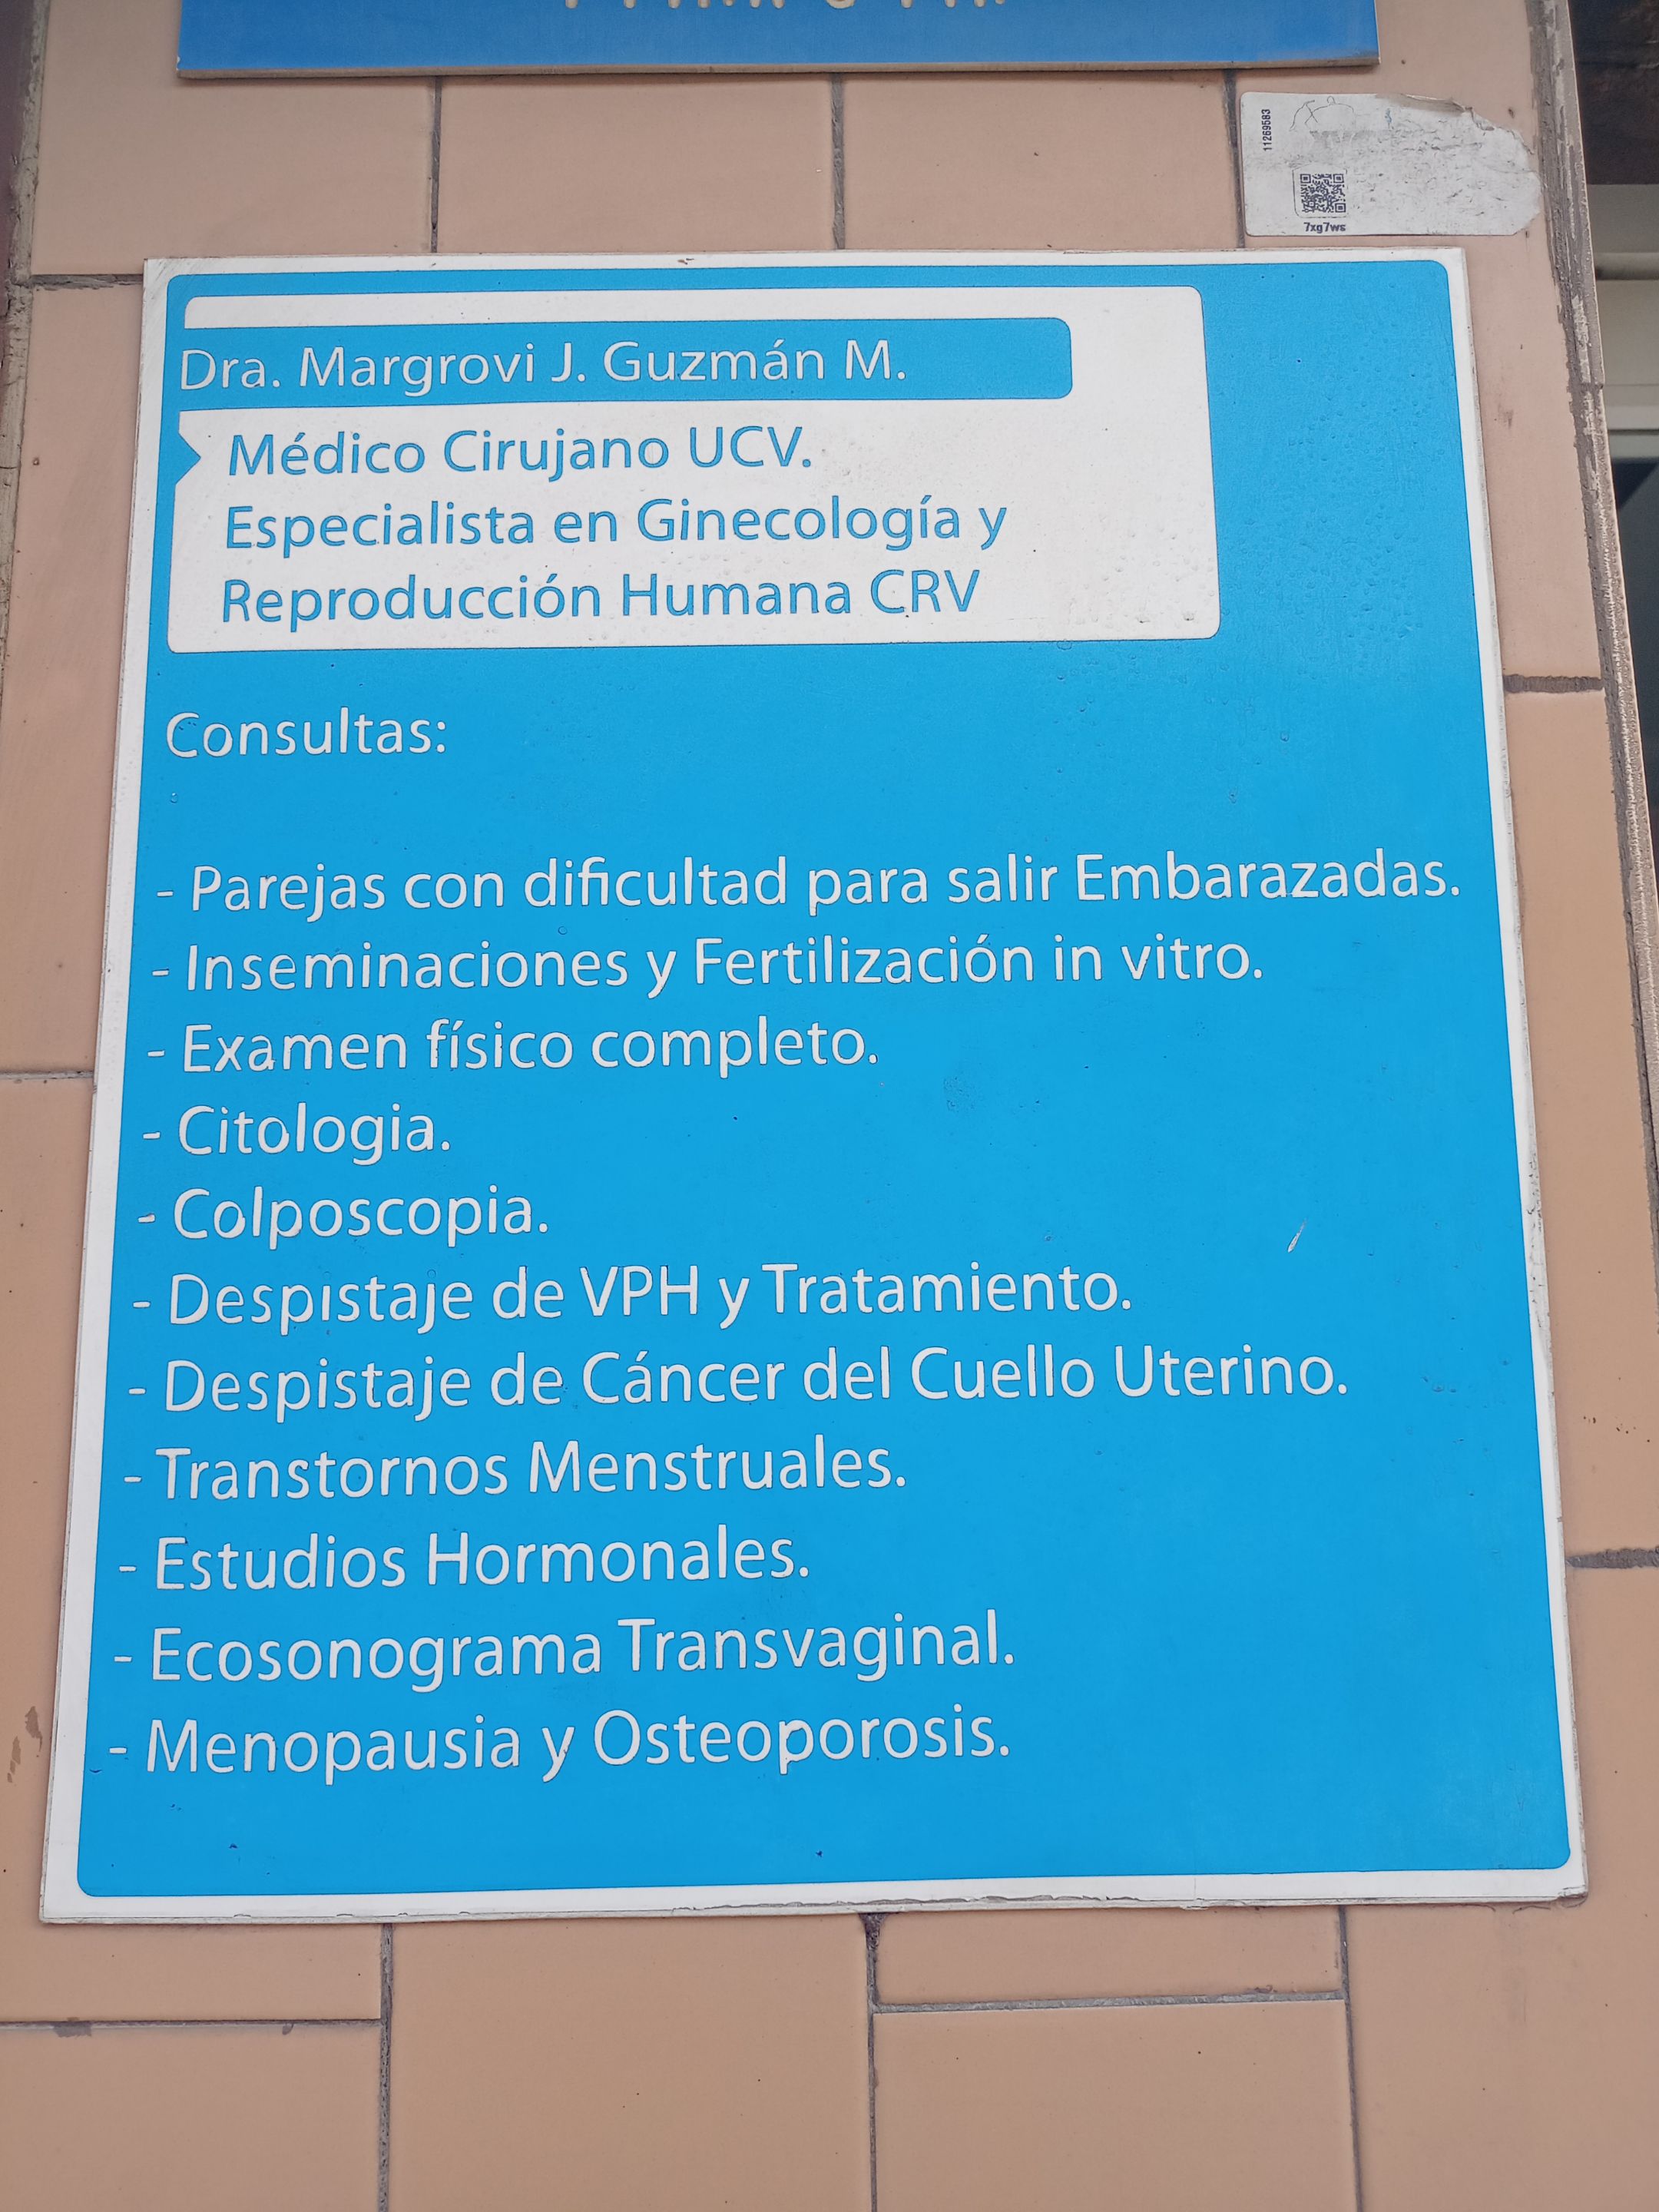 11269583
7xg7ws
Dra. Margrovi J. Guzmán M.
Médico Cirujano UCV.
Especialista en Ginecología y
Reproducción Humana CRV
Consultas:
- Parejas con dificultad para salir Embarazadas.
- Inseminaciones y Fertilización in vitro.
- Examen físico completo.
- Citologia.
- Colposcopia.
- Despistaje de VPH y Tratamiento.
- Despistaje de Cáncer del Cuello Uterino.
- Transtornos Menstruales.
- Estudios Hormonales.
- Ecosonograma Transvaginal.
- Menopausia y Osteoporosis.